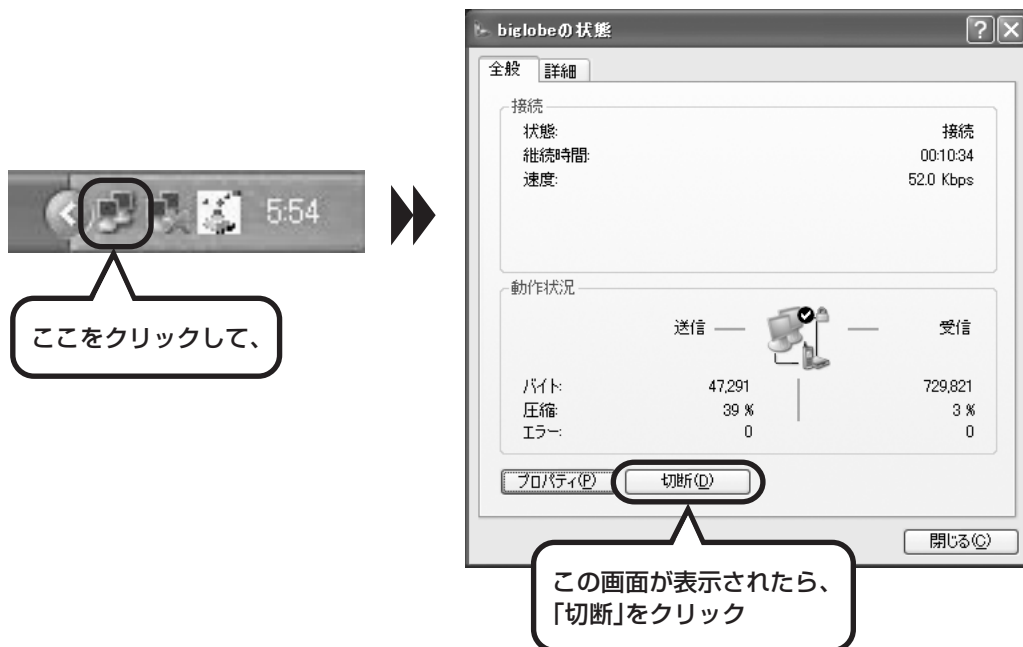 5:54
ここをクリックして、
biglobeの状態
全般 詳細
接続
状態: 接続
継続時間: 00:10:34
速度: 52.0 Kbps
動作状況
送信 受信
バイト: 47,291 729,821
圧縮: 39 % 3 %
エラー: 0 0
プロパティ(P) 切断(D)
閉じる(C)
この画面が表示されたら、
「切断」をクリック